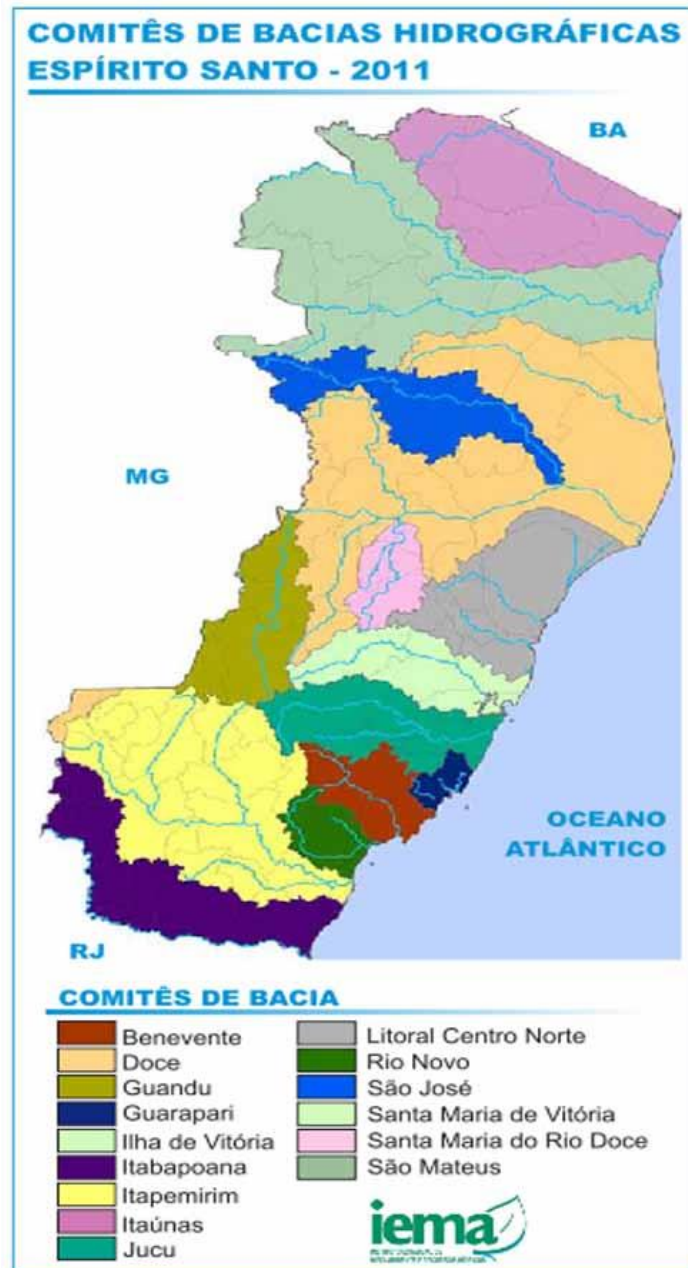 COMITÊS DE BACIAS HIDROGRÁFICAS
ESPÍRITO SANTO - 2011
BA
MG
OCEANO
ATLÂNTICO
RJ
COMITÊS DE BACIA
Benevente
Doce
Guandu
Guarapari
Ilha de Vitória
Itabapoana
Itapemirim
Itaúnas
Jucu
Litoral Centro Norte
Rio Novo
São José
Santa Maria de Vitória
Santa Maria do Rio Doce
São Mateus
iema